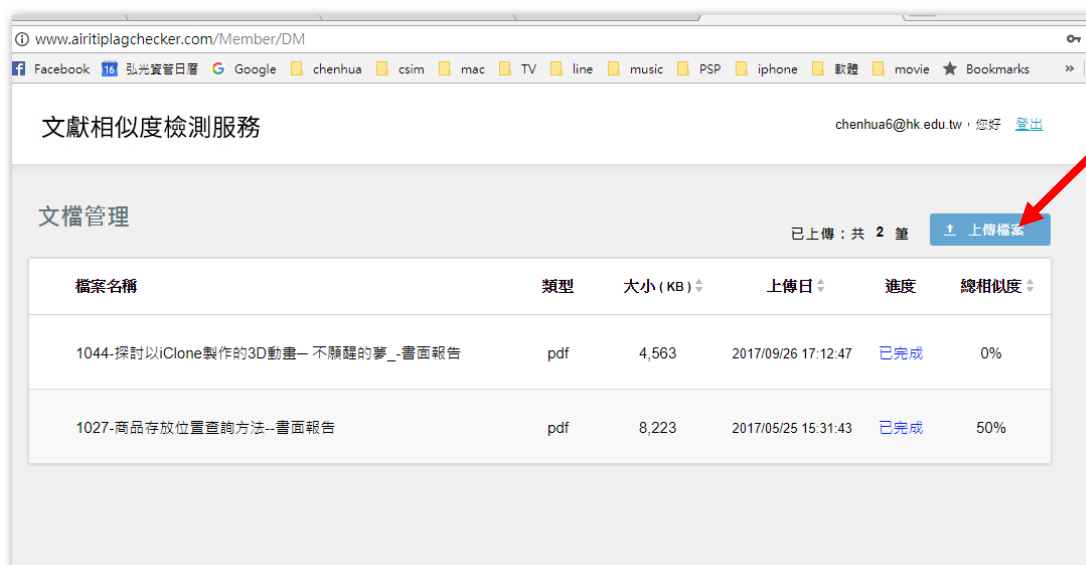 www.airitiplagchecker.com/Member/DM
Facebook 16 弘光資管日曆 G Google chenhua csim mac TV line music PSP iphone 軟體 movie Bookmarks »
文獻相似度檢測服務 chenhua6@hk.edu.tw，您好 登出
文檔管理
已上傳：共 2 筆 上傳檔案
檔案名稱 類型 大小 ( KB ) 上傳日 進度 總相似度
1044-探討以iClone製作的3D動畫─ 不願醒的夢_-書面報告 pdf 4,563 2017/09/26 17:12:47 已完成 0%
1027-商品存放位置查詢方法--書面報告 pdf 8,223 2017/05/25 15:31:43 已完成 50%